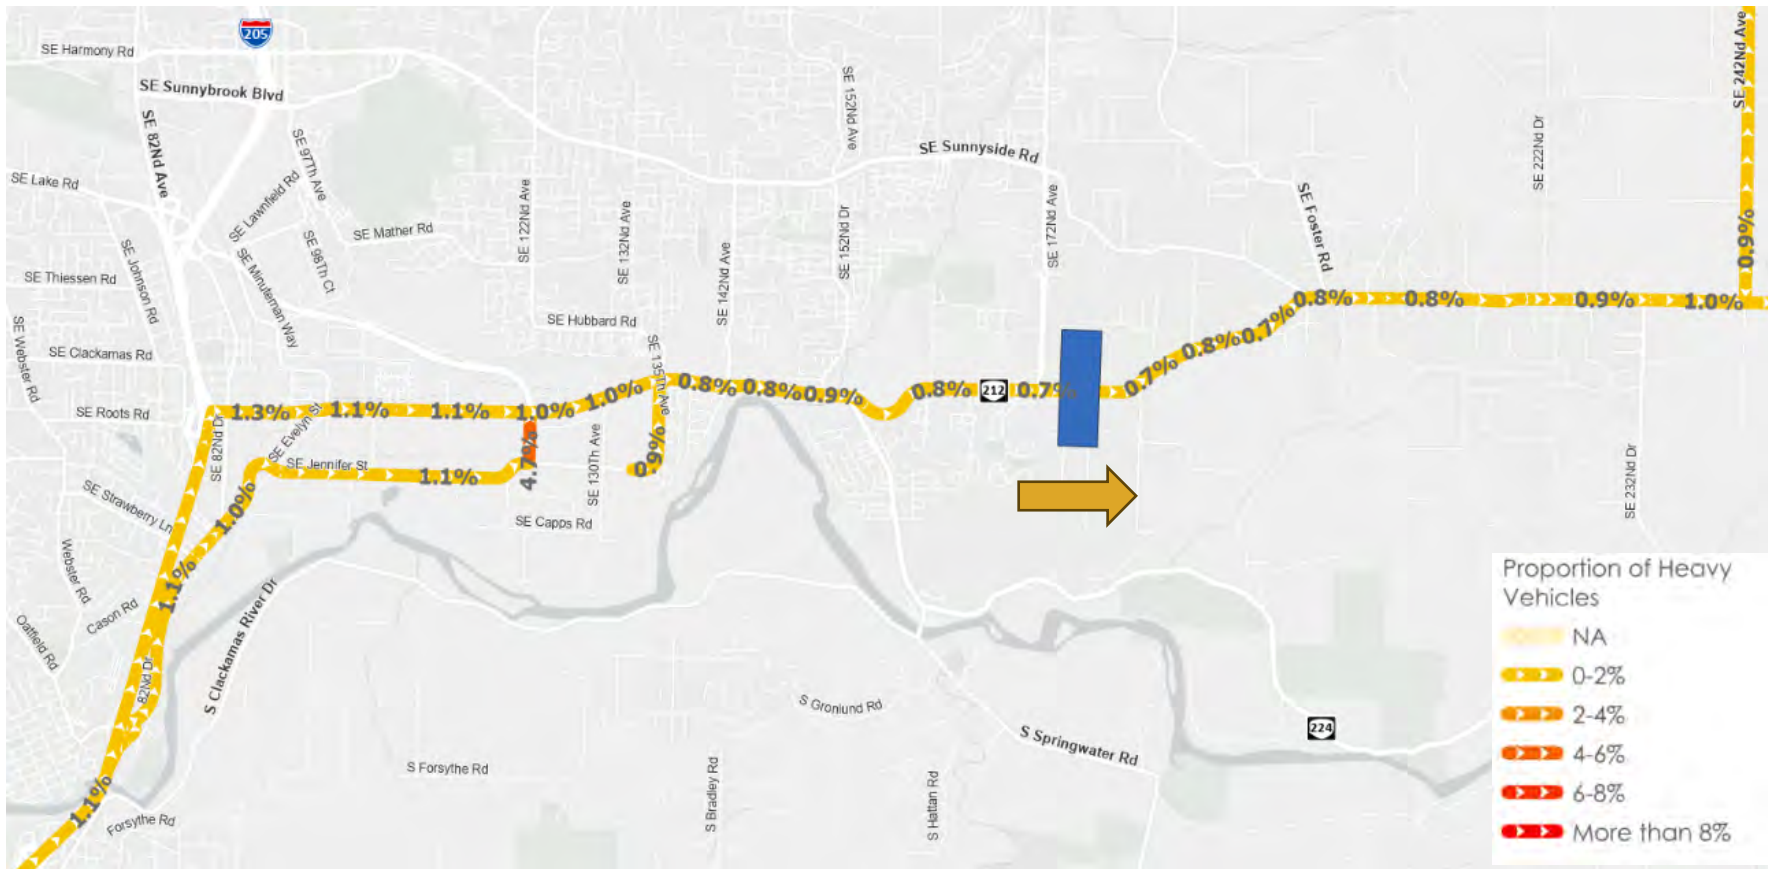 205
SE Harmony Rd
SE Sunnybrook Blvd
SE 82Nd Ave
SE 97Th Ave
SE 152Nd Ave
SE Sunnyside Rd
SE 222Nd Dr
SE 242Nd Ave
SE Lake Rd
SE Lawnfield Rd
SE Mather Rd
SE 122Nd Ave
SE 132Nd Ave
SE 142Nd Ave
SE 152Nd Dr
SE 172Nd Ave
SE Foster Rd
0.9%
SE Johnson Rd
SE 98Th Ct
SE Minuteman Way
SE Thiessen Rd
SE Hubbard Rd
SE 135Th Ave
SE Webster Rd
SE Clackamas Rd
SE Roots Rd
SE 82Nd Dr
SE Evelyn St
1.3%
1.1%
1.1%
1.0%
1.0%
0.8%
0.8%
0.9%
0.8%
212
0.7%
0.7%
0.8%
0.7%
0.8%
0.8%
0.9%
1.0%
SE Jennifer St
1.1%
4.7%
SE 130Th Ave
0.9%
SE 232Nd Dr
SE Strawberry Ln
1.0%
SE Capps Rd
Webster Rd
Cason Rd
1.1%
Oatfield Rd
82Nd Dr
S Clackamas River Dr
S Gronlund Rd
S Springwater Rd
224
S Forsythe Rd
S Bradley Rd
S Hattan Rd
1.1%
Forsythe Rd
Proportion of Heavy
Vehicles
NA
0-2%
2-4%
4-6%
6-8%
More than 8%